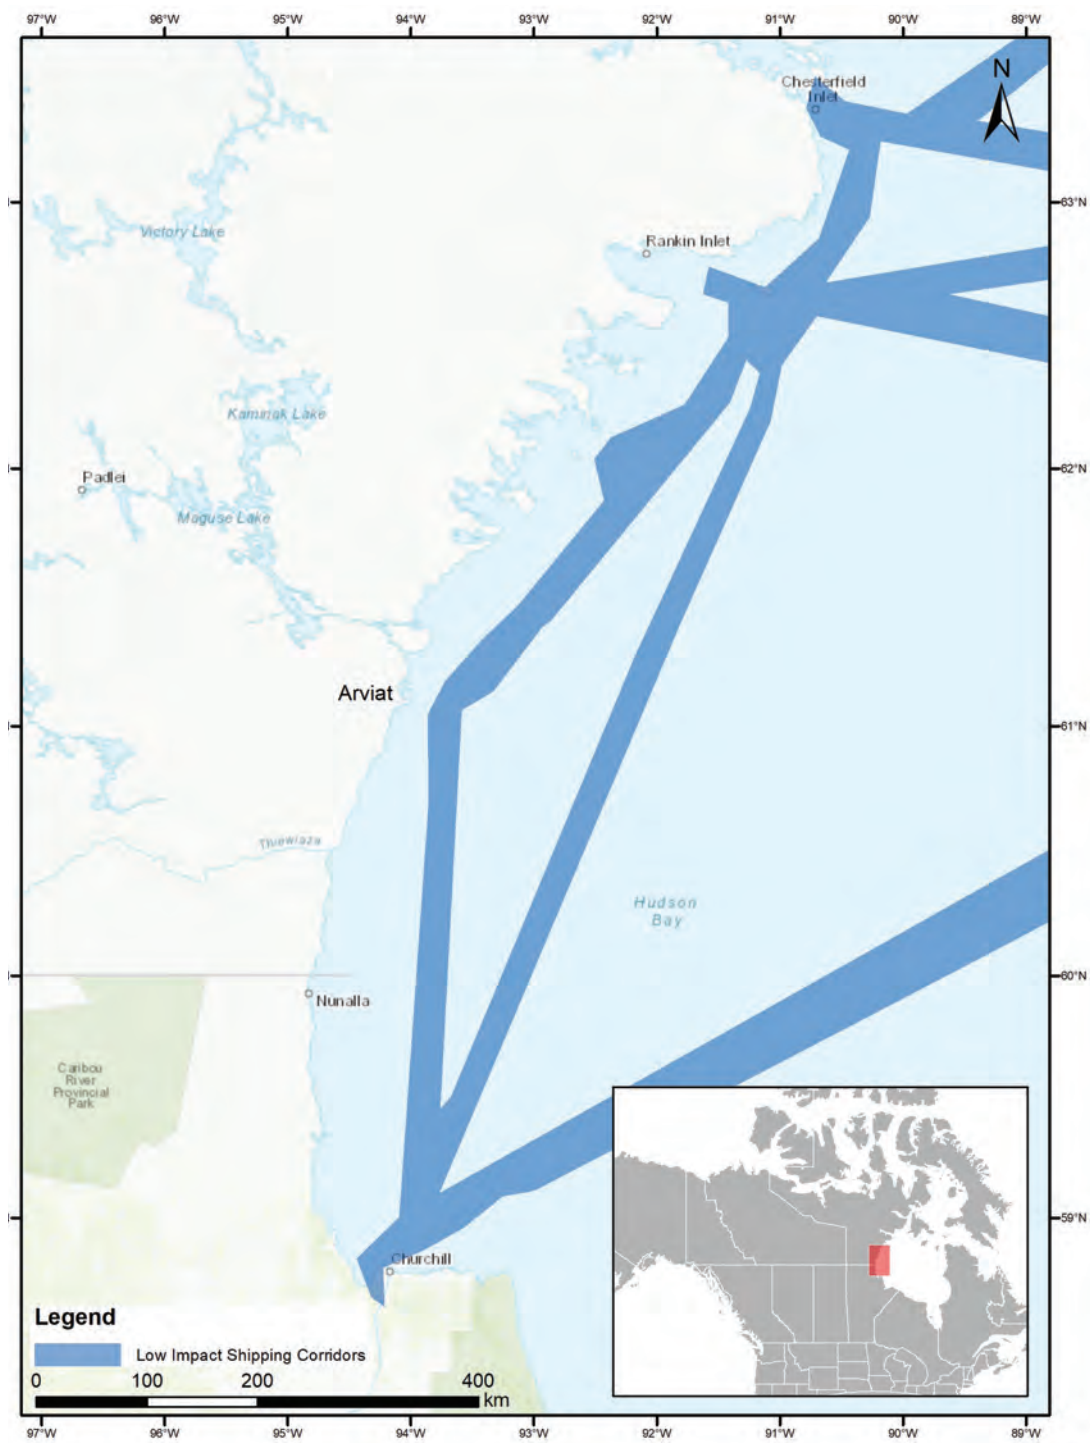 97°W 96°W 95°W 94°W 93°W 92°W 91°W 90°W 89°W
N
Chesterfield
Inlet
63°N
Victory Lake
Rankin Inlet
Kaminak Lake
62°N
Padlei
Maguse Lake
Arviat
61°N
Thlewiaza
Hudson
Bay
60°N
Nunalla
Caribou
River
Provincial
Park
59°N
Churchill
Legend
Low Impact Shipping Corridors
0 100 200 400
km
97°W 96°W 95°W 94°W 93°W 92°W 91°W 90°W 89°W